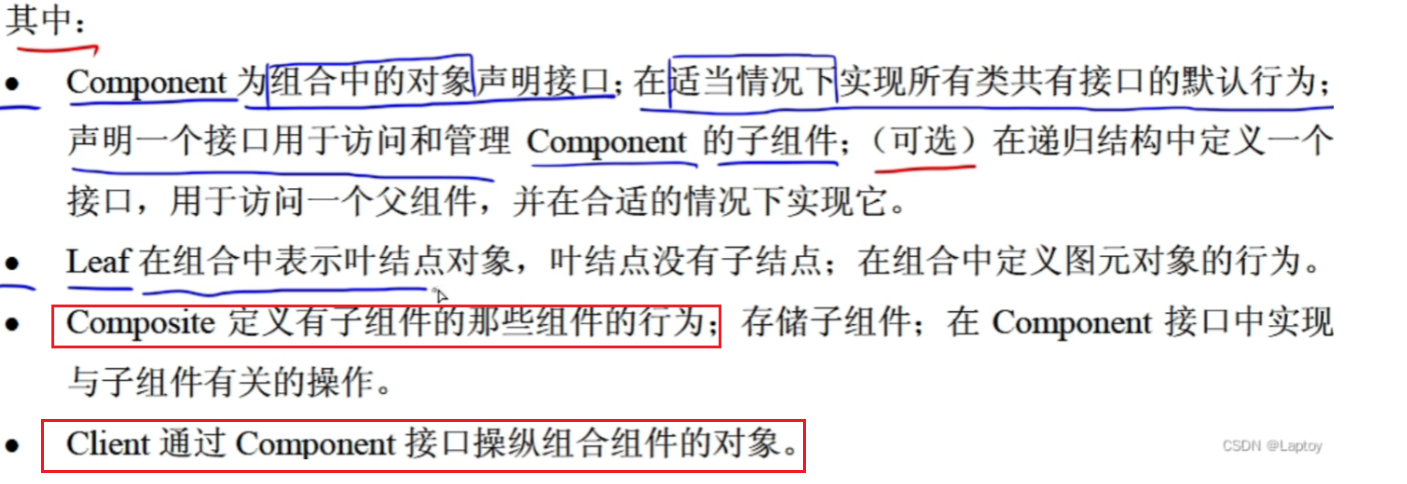 其中：
● Component 为组合中的对象声明接口；在适当情况下实现所有类共有接口的默认行为；
声明一个接口用于访问和管理 Component 的子组件；（可选）在递归结构中定义一个
接口，用于访问一个父组件，并在合适的情况下实现它。
● Leaf 在组合中表示叶结点对象，叶结点没有子结点；在组合中定义图元对象的行为。
● Composite 定义有子组件的那些组件的行为；存储子组件；在 Component 接口中实现
与子组件有关的操作。
● Client 通过 Component 接口操纵组合组件的对象。
CSDN @Laptoy